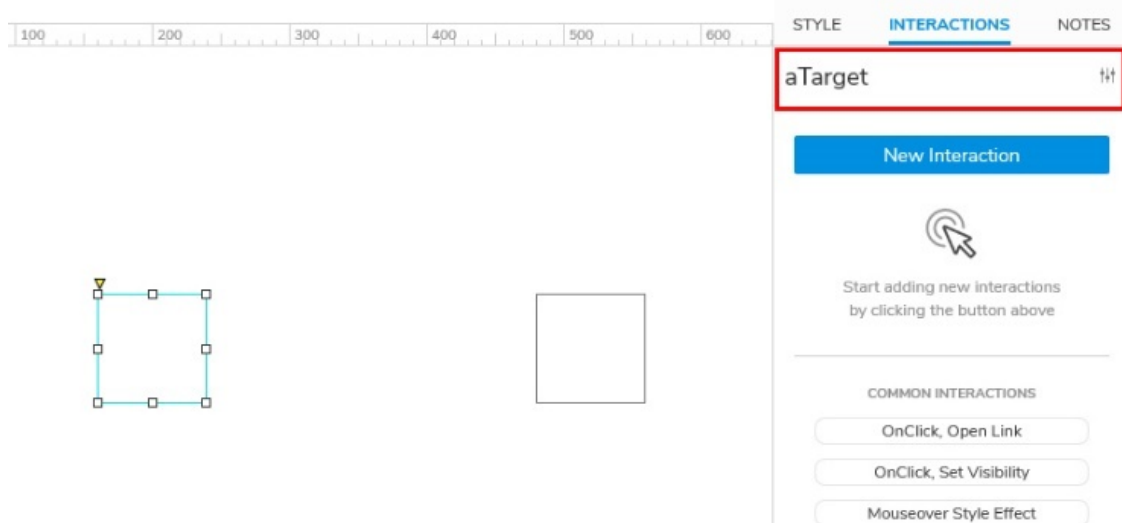 100 200 300 400 500 600
STYLE INTERACTIONS NOTES
aTarget
New Interaction
Start adding new interactions
by clicking the button above
COMMON INTERACTIONS
OnClick, Open Link
OnClick, Set Visibility
Mouseover Style Effect